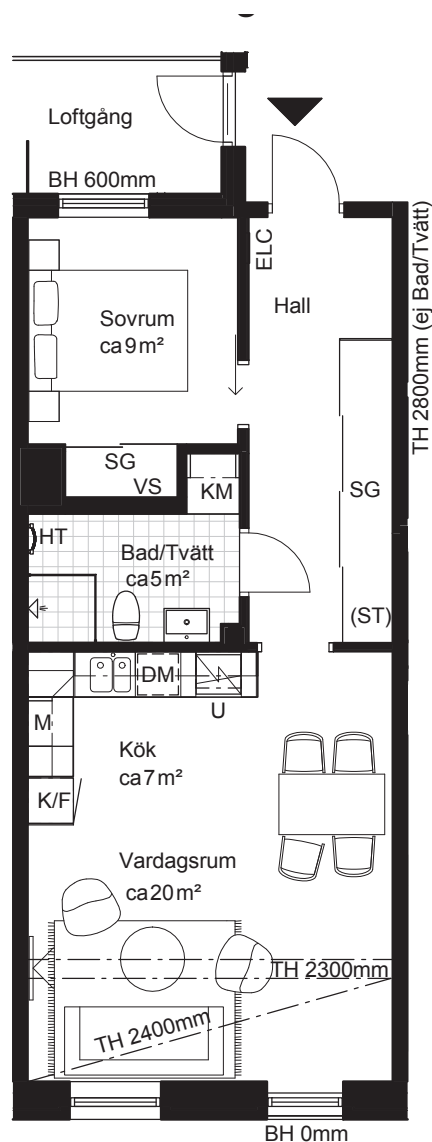 Loftgång
BH 600mm
ELC
Hall
TH 2800mm (ej Bad/Tvätt)
Sovrum
ca 9 m²
SG
VS
KM
SG
HT
Bad/Tvätt
ca 5 m²
(ST)
DM
U
M
Kök
ca 7 m²
K/F
Vardagsrum
ca 20 m²
TH 2300mm
TH 2400mm
BH 0mm